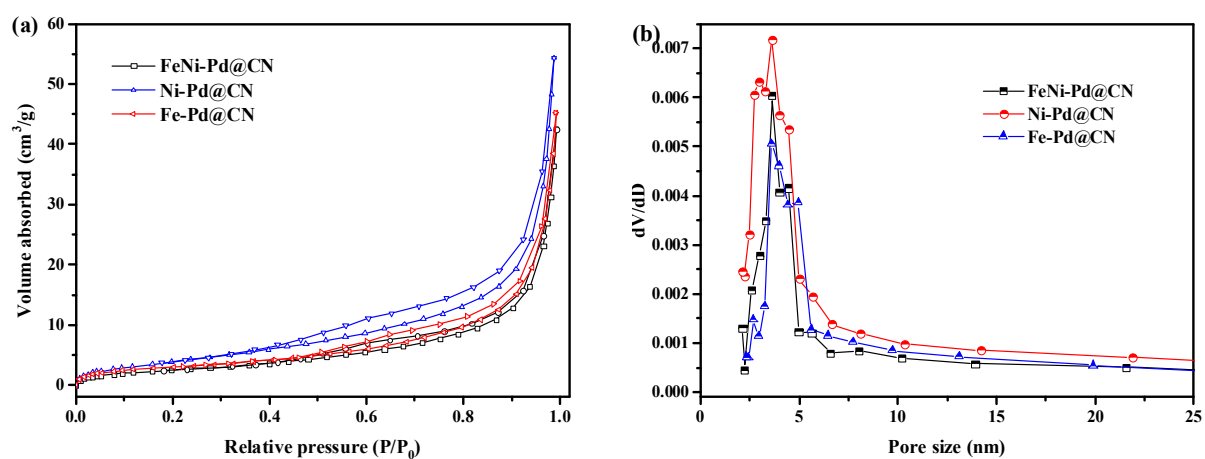 (a)
FeNi-Pd@CN
Ni-Pd@CN
Fe-Pd@CN
Volume absorbed (cm³/g)
60
50
40
30
20
10
0
0.0 0.2 0.4 0.6 0.8 1.0
Relative pressure (P/P₀)
(b)
FeNi-Pd@CN
Ni-Pd@CN
Fe-Pd@CN
dV/dD
0.007
0.006
0.005
0.004
0.003
0.002
0.001
0.000
0 5 10 15 20 25
Pore size (nm)